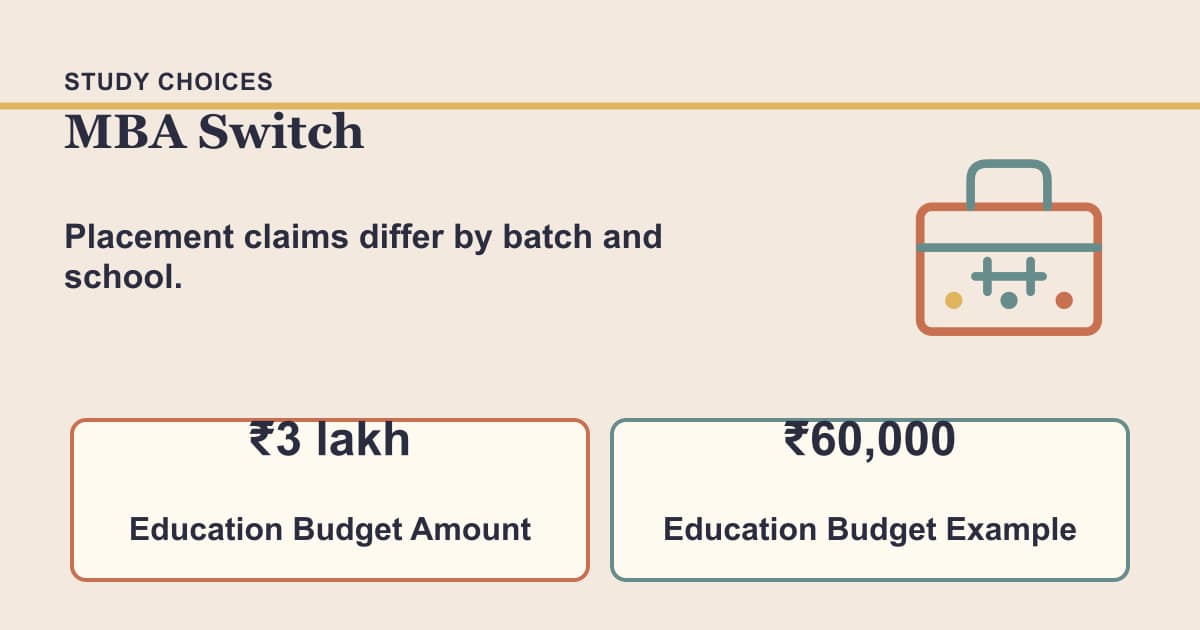 STUDY CHOICES
MBA Switch
Placement claims differ by batch and
school.
₹3 lakh
Education Budget Amount
₹60,000
Education Budget Example